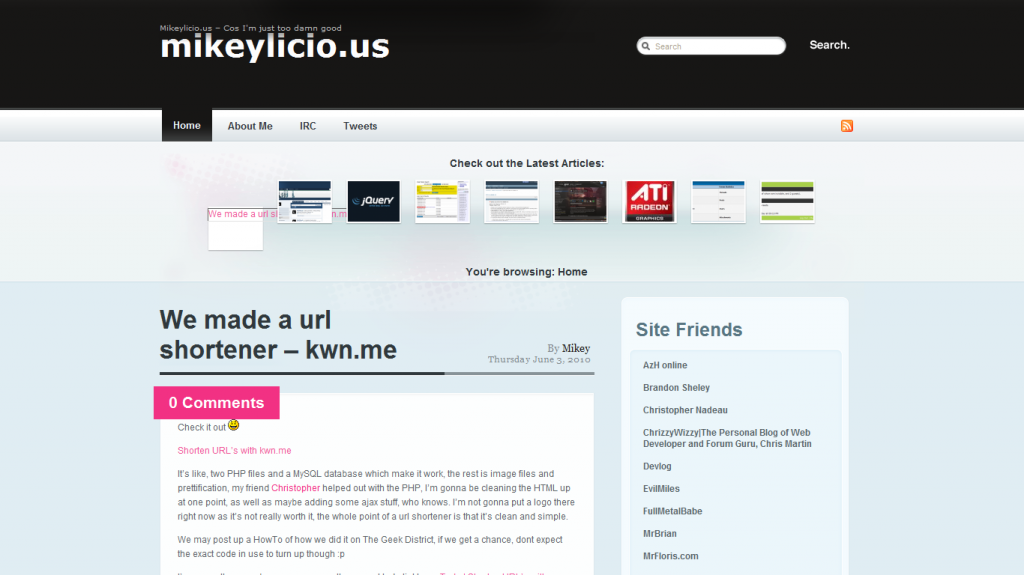 Mikeylicio.us – Cos I'm just too damn good
mikeylicio.us
Search
Search.
Home
About Me
IRC
Tweets
Check out the Latest Articles:
We made a url
n.m
jQuery
ATI
RADEON
GRAPHICS
You're browsing: Home
We made a url
shortener – kwn.me
By Mikey
Thursday June 3, 2010
0 Comments
Check it out
Shorten URL's with kwn.me
It's like, two PHP files and a MySQL database which make it work, the rest is image files and
prettification, my friend Christopher helped out with the PHP, I'm gonna be cleaning the HTML up
at one point, as well as maybe adding some ajax stuff, who knows. I'm not gonna put a logo there
right now as it's not really worth it, the whole point of a url shortener is that it's clean and simple.
We may post up a HowTo of how we did it on The Geek District, if we get a chance, dont expect
the exact code in use to turn up though :p
Site Friends
AzH online
Brandon Sheley
Christopher Nadeau
ChrizzyWizzy|The Personal Blog of Web
Developer and Forum Guru, Chris Martin
Devlog
EvilMiles
FullMetalBabe
MrBrian
MrFloris.com